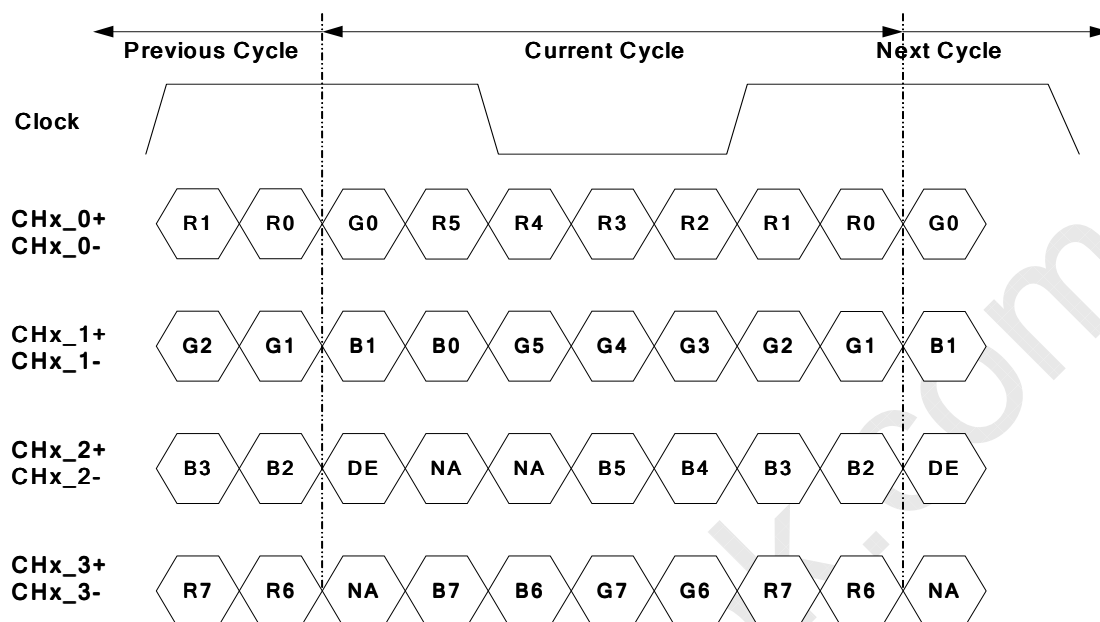 Previous Cycle Current Cycle Next Cycle
Clock
CHx_0+
CHx_0-
R1 R0 G0 R5 R4 R3 R2 R1 R0 G0
CHx_1+
CHx_1-
G2 G1 B1 B0 G5 G4 G3 G2 G1 B1
CHx_2+
CHx_2-
B3 B2 DE NA NA B5 B4 B3 B2 DE
CHx_3+
CHx_3-
R7 R6 NA B7 B6 G7 G6 R7 R6 NA
k.com